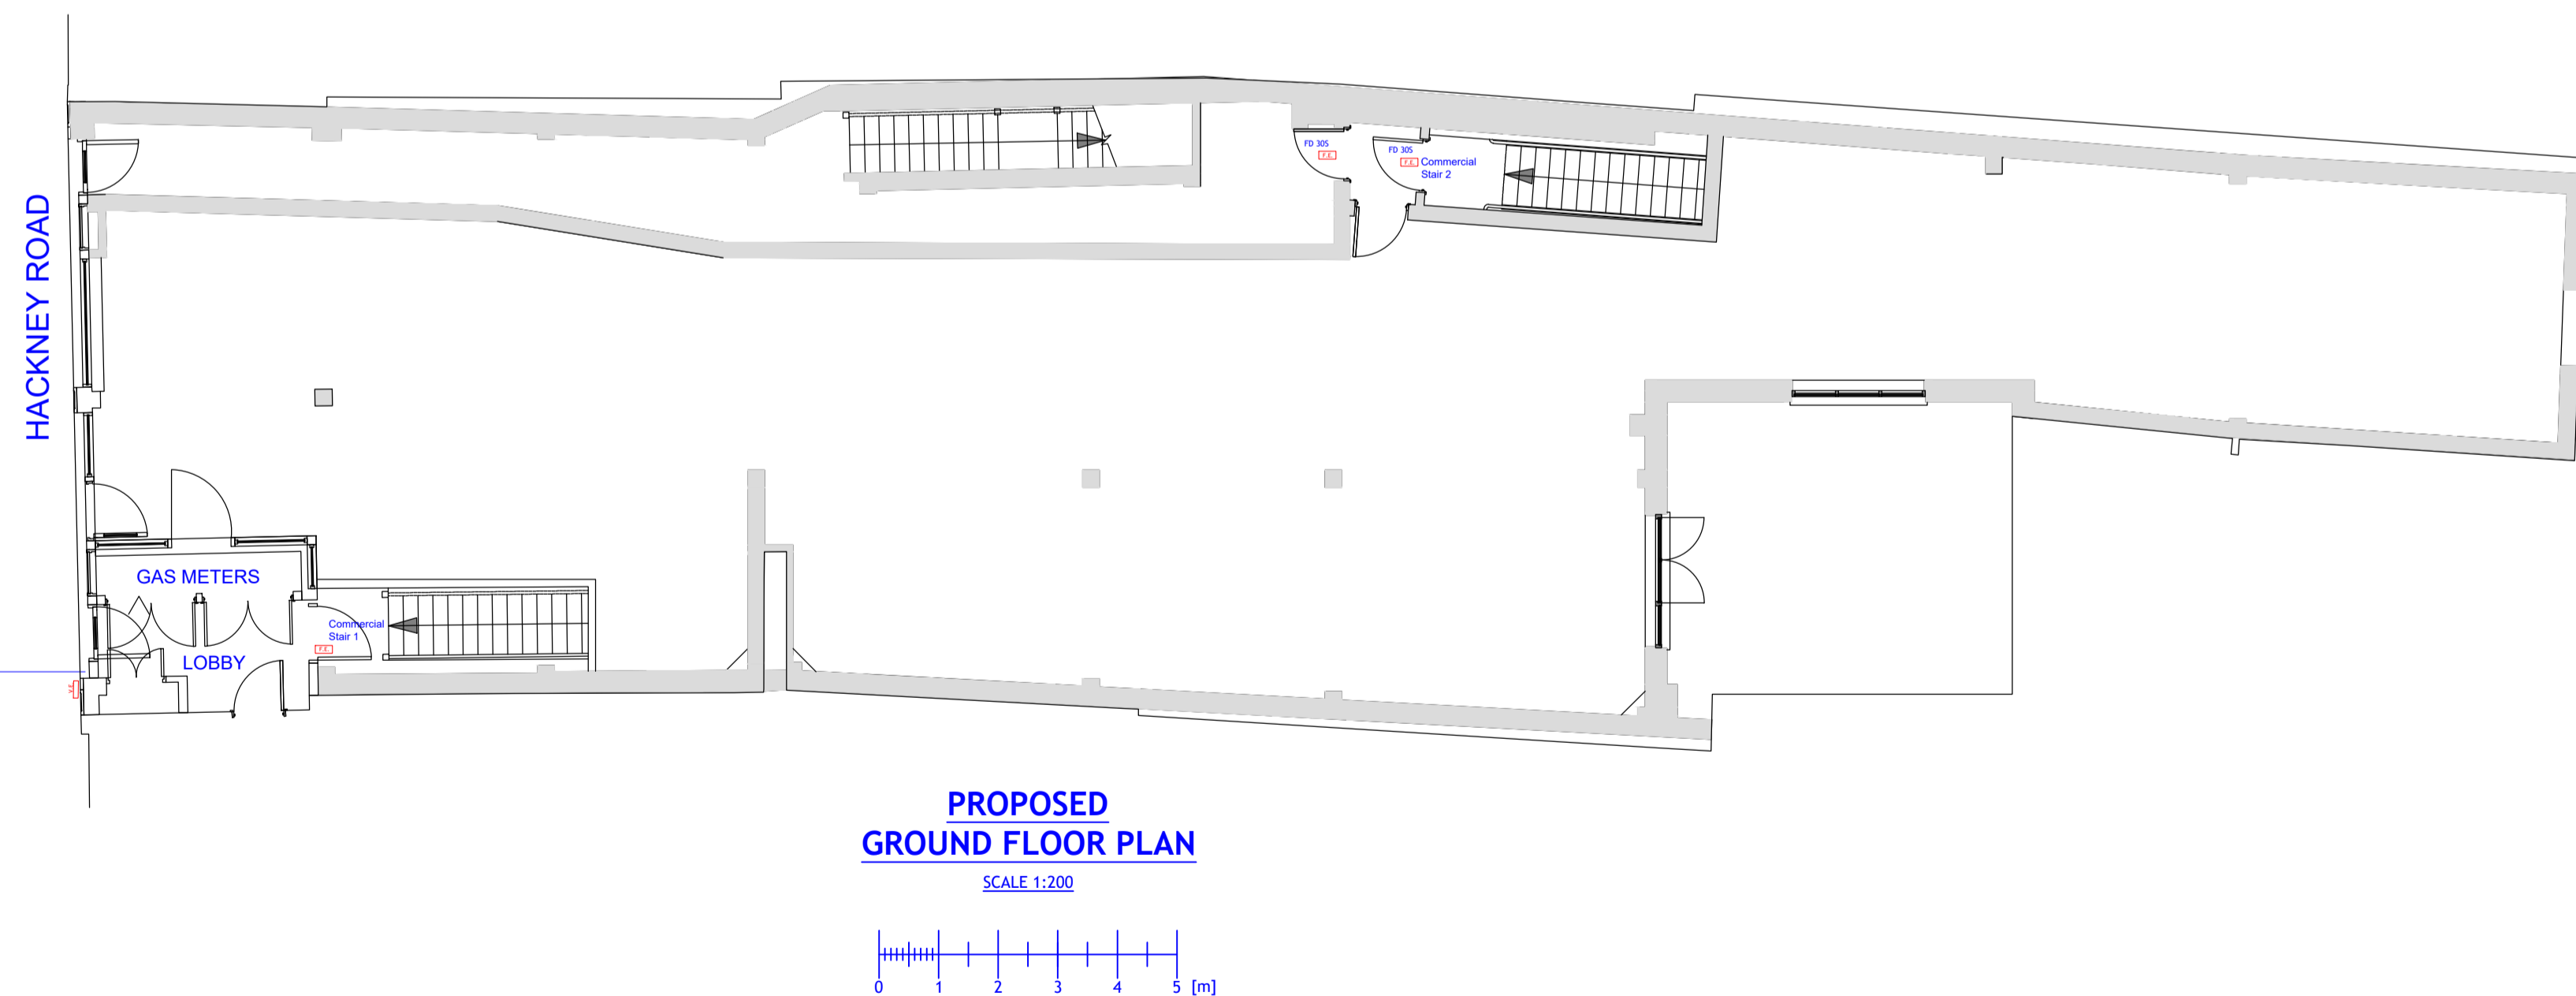 HACKNEY ROAD
FD 30S
F.E.
FD 30S
F.E.
Commercial
Stair 2
GAS METERS
Commercial
Stair 1
F.E.
LOBBY
PROPOSED
GROUND FLOOR PLAN
SCALE 1:200
0 1 2 3 4 5 [m]